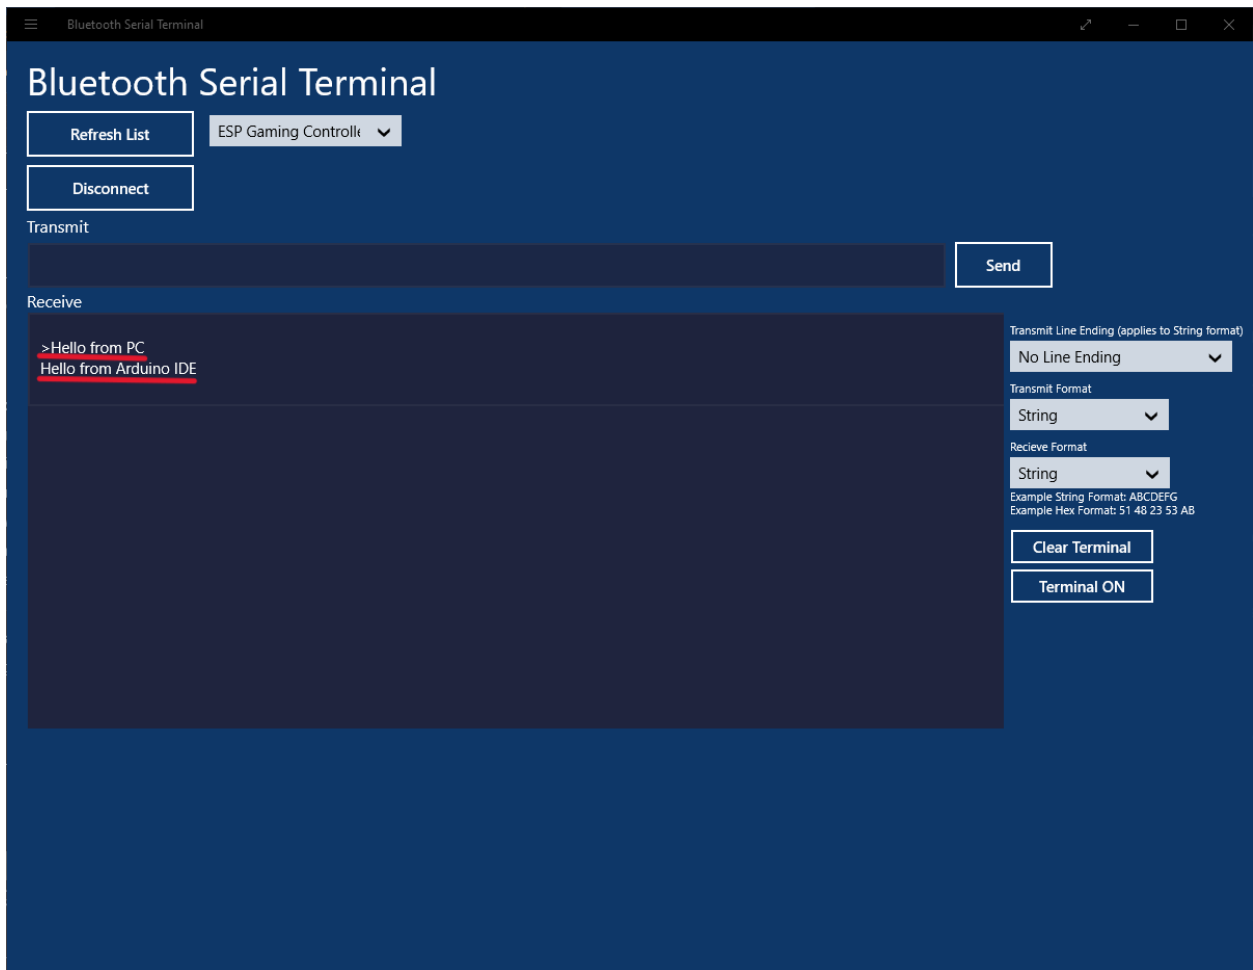 Bluetooth Serial Terminal
Bluetooth Serial Terminal
Refresh List
ESP Gaming Controlle
Disconnect
Transmit
Send
Receive
>Hello from PC
Hello from Arduino IDE
Transmit Line Ending (applies to String format)
No Line Ending
Transmit Format
String
Recieve Format
String
Example String Format: ABCDEFG
Example Hex Format: 51 48 23 53 AB
Clear Terminal
Terminal ON